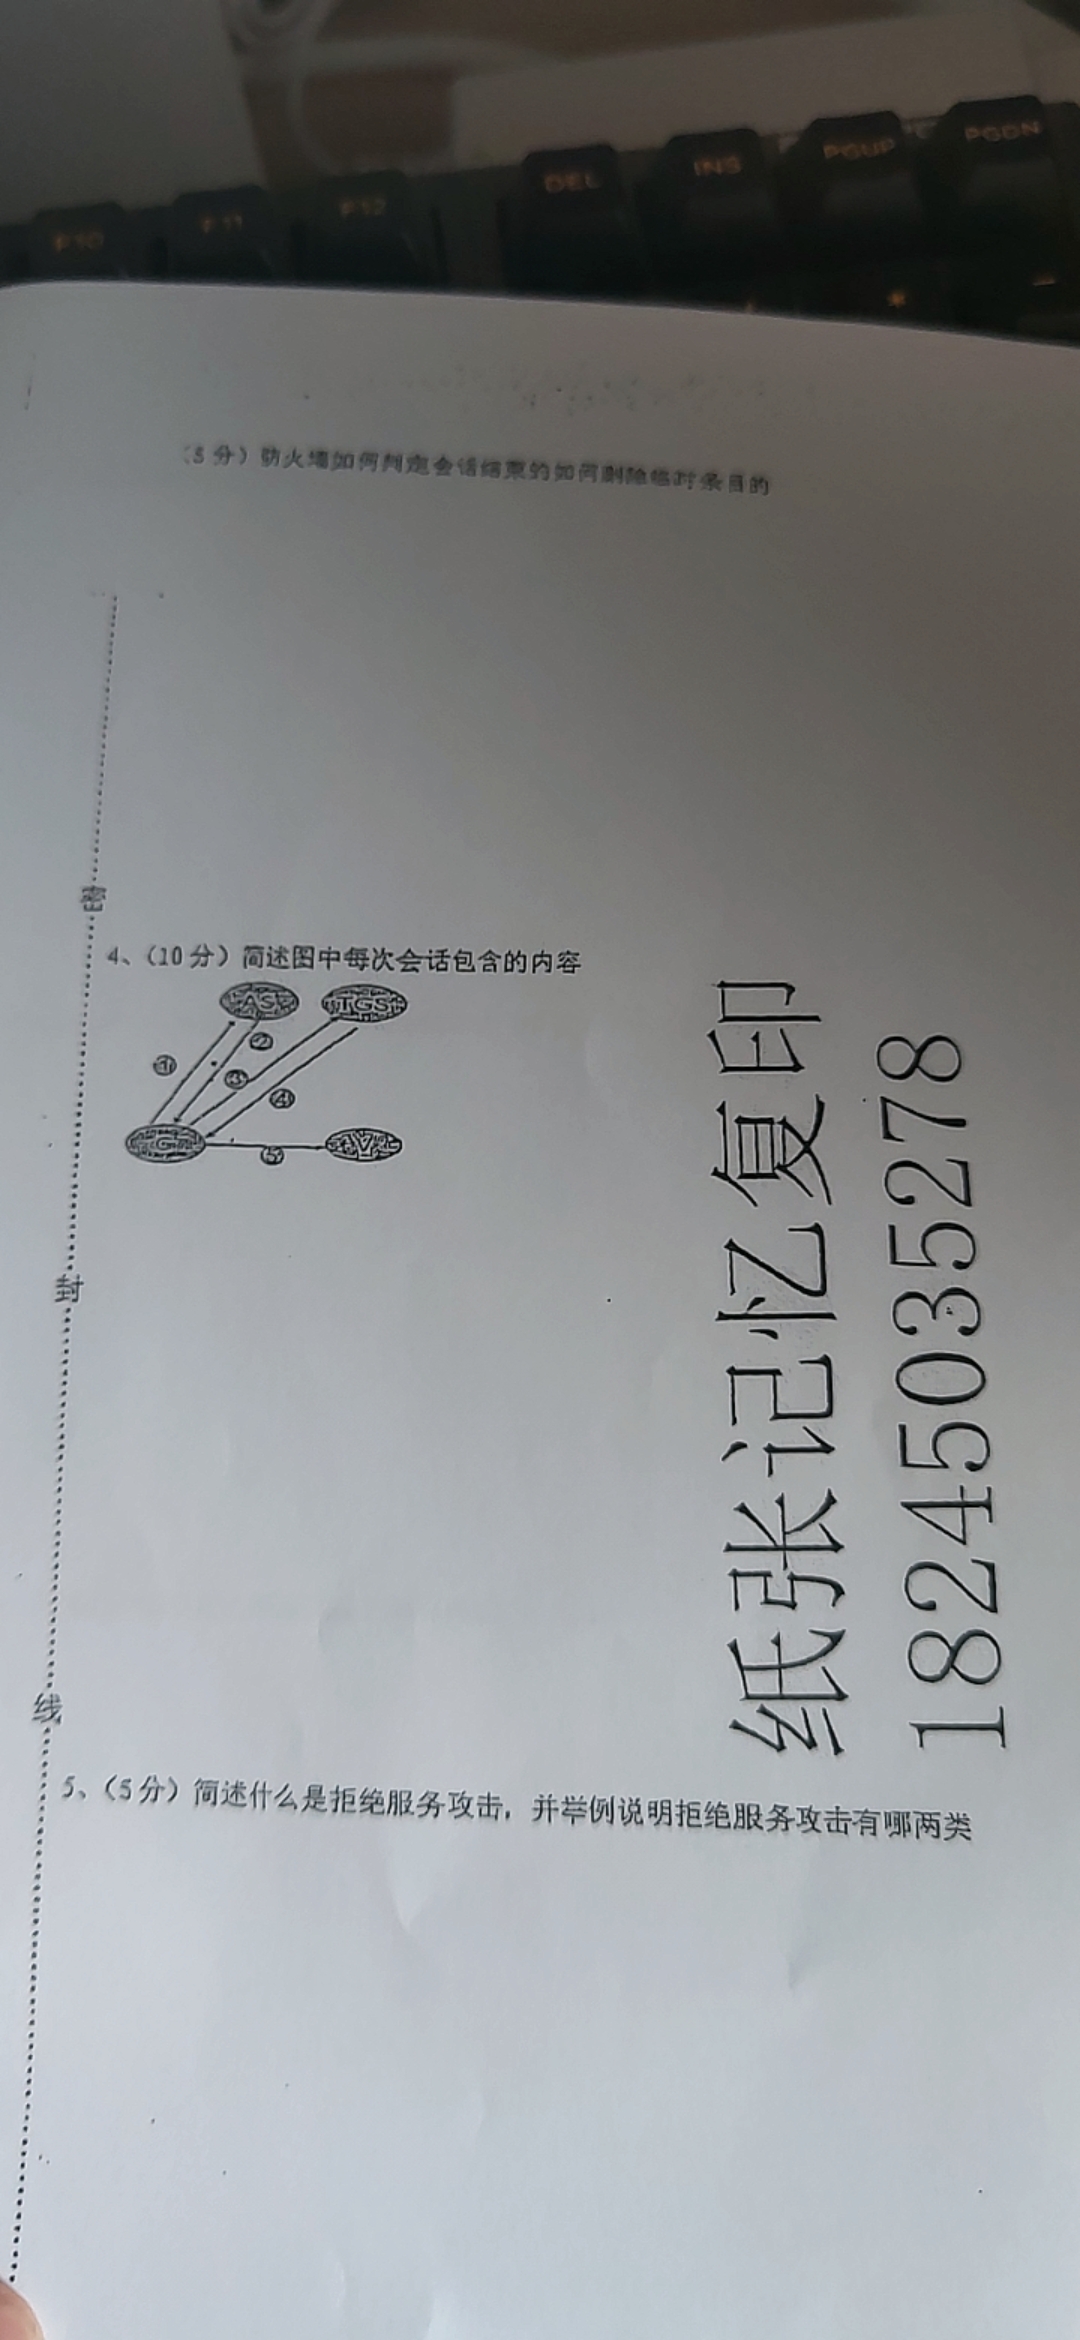 F10 F11 F12 DEL INS PGUP PGDN
*
(5分)防火墙如何判定会话结束的如何删除临时条目的
密
4、(10分)简述图中每次会话包含的内容
AS TGS
① ② ③ ④
C ⑤ V
封
纸张记忆复印
18245035278
线
5、(5分)简述什么是拒绝服务攻击，并举例说明拒绝服务攻击有哪两类